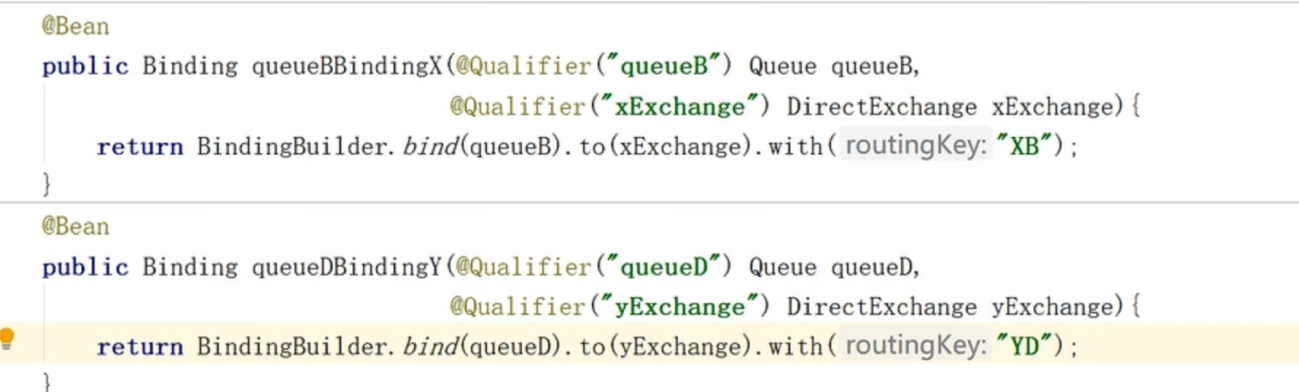 @Bean
public Binding queueBBindingX(@Qualifier("queueB") Queue queueB,
@Qualifier("xExchange") DirectExchange xExchange){
return BindingBuilder.bind(queueB).to(xExchange).with( routingKey: "XB");
}
@Bean
public Binding queueDBindingY(@Qualifier("queueD") Queue queueD,
@Qualifier("yExchange") DirectExchange yExchange){
return BindingBuilder.bind(queueD).to(yExchange).with( routingKey: "YD");
}